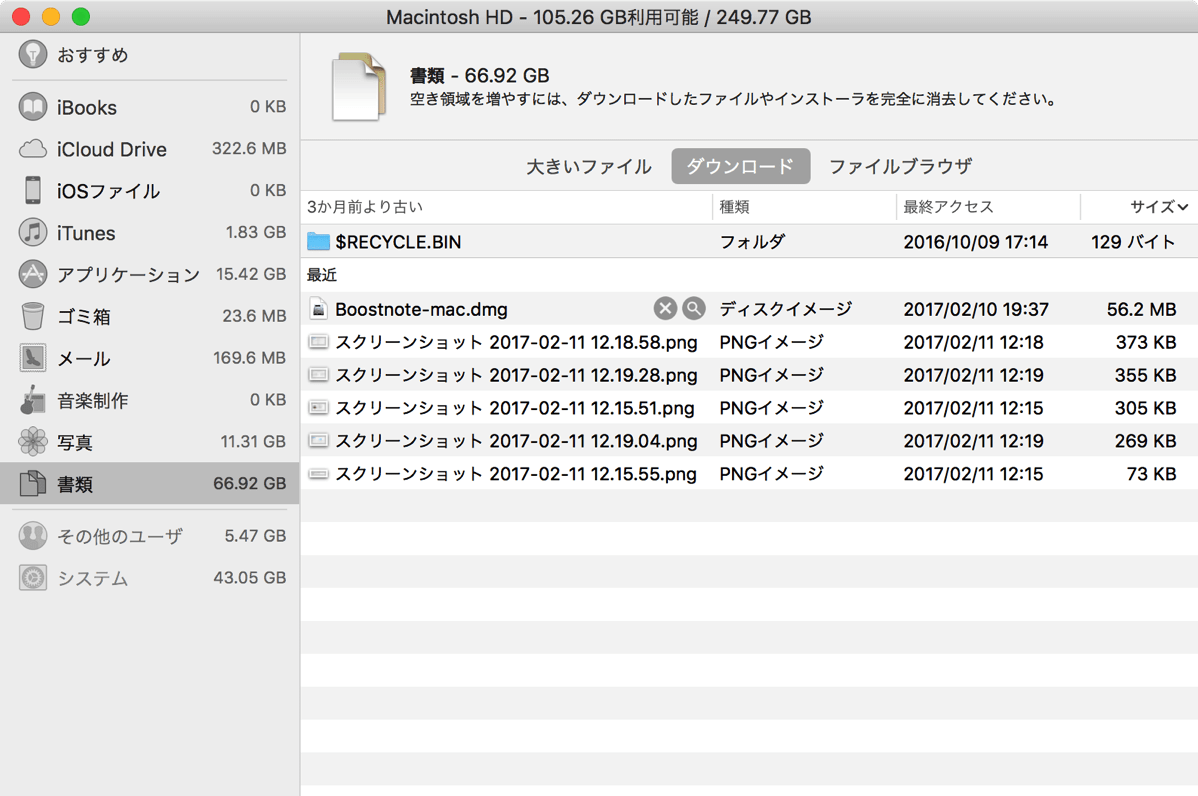 Macintosh HD - 105.26 GB利用可能 / 249.77 GB
おすすめ
iBooks 0 KB
iCloud Drive 322.6 MB
iOSファイル 0 KB
iTunes 1.83 GB
アプリケーション 15.42 GB
ゴミ箱 23.6 MB
メール 169.6 MB
音楽制作 0 KB
写真 11.31 GB
書類 66.92 GB
その他のユーザ 5.47 GB
システム 43.05 GB
書類 - 66.92 GB
空き領域を増やすには、ダウンロードしたファイルやインストーラを完全に消去してください。
大きいファイル ダウンロード ファイルブラウザ
3か月前より古い 種類 最終アクセス サイズ
$RECYCLE.BIN フォルダ 2016/10/09 17:14 129 バイト
最近
Boostnote-mac.dmg ディスクイメージ 2017/02/10 19:37 56.2 MB
スクリーンショット 2017-02-11 12.18.58.png PNGイメージ 2017/02/11 12:18 373 KB
スクリーンショット 2017-02-11 12.19.28.png PNGイメージ 2017/02/11 12:19 355 KB
スクリーンショット 2017-02-11 12.15.51.png PNGイメージ 2017/02/11 12:15 305 KB
スクリーンショット 2017-02-11 12.19.04.png PNGイメージ 2017/02/11 12:19 269 KB
スクリーンショット 2017-02-11 12.15.55.png PNGイメージ 2017/02/11 12:15 73 KB